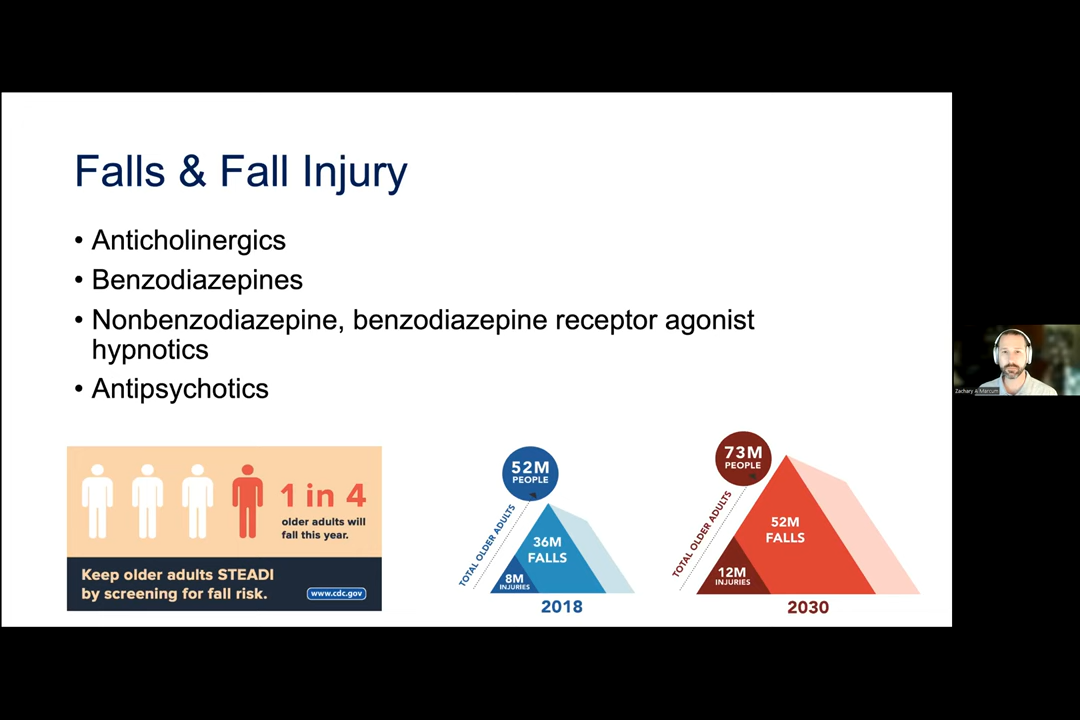 Falls & Fall Injury
• Anticholinergics
• Benzodiazepines
• Nonbenzodiazepine, benzodiazepine receptor agonist
hypnotics
• Antipsychotics
1 in 4
older adults will
fall this year.
Keep older adults STEADI
by screening for fall risk.
www.cdc.gov
52M
PEOPLE
TOTAL OLDER ADULTS
36M
FALLS
8M
INJURIES
2018
73M
PEOPLE
TOTAL OLDER ADULTS
52M
FALLS
12M
INJURIES
2030
Zachary A Marcum